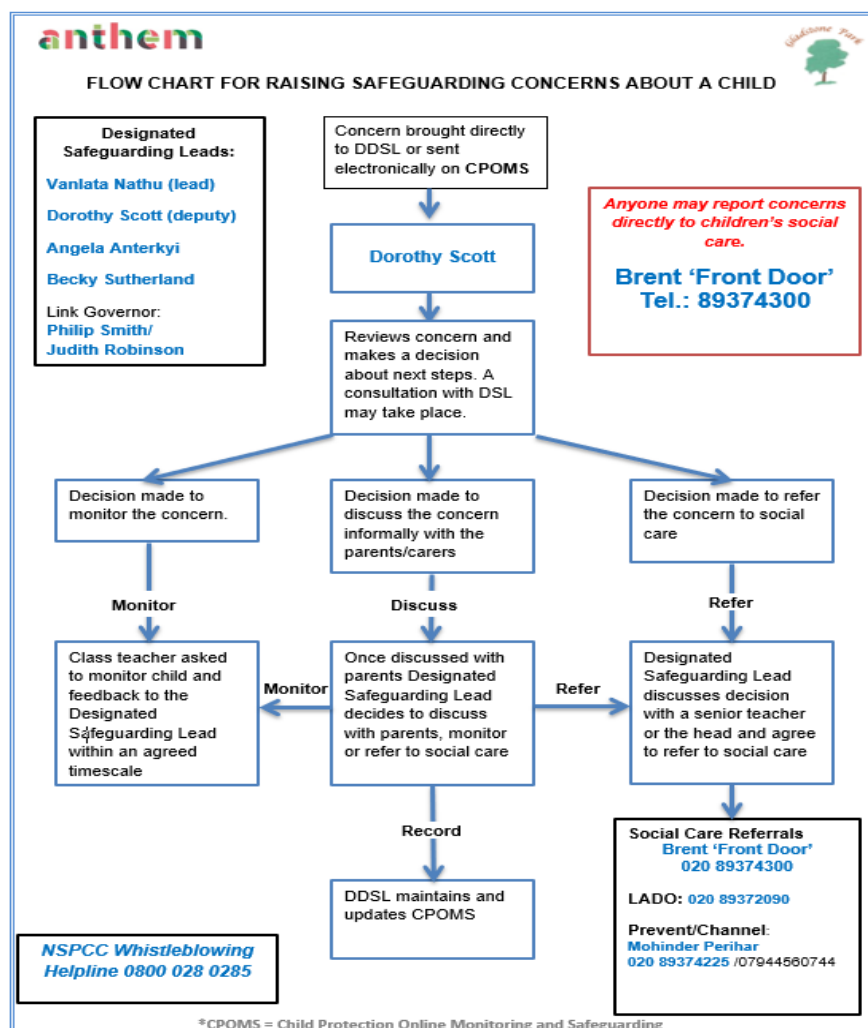 anthem
Gladstone Park
FLOW CHART FOR RAISING SAFEGUARDING CONCERNS ABOUT A CHILD
Designated
Safeguarding Leads:
Vanlata Nathu (lead)
Dorothy Scott (deputy)
Angela Anterkyi
Becky Sutherland
Link Governor:
Philip Smith/
Judith Robinson
Concern brought directly
to DDSL or sent
electronically on CPOMS
Anyone may report concerns
directly to children's social
care.
Brent 'Front Door'
Tel.: 89374300
Dorothy Scott
Reviews concern and
makes a decision
about next steps. A
consultation with DSL
may take place.
Decision made to
monitor the concern.
Decision made to
discuss the concern
informally with the
parents/carers
Decision made to refer
the concern to social
care
Monitor
Discuss
Refer
Class teacher asked
to monitor child and
feedback to the
Designated
Safeguarding Lead
within an agreed
timescale
Monitor
Once discussed with
parents Designated
Safeguarding Lead
decides to discuss
with parents, monitor
or refer to social care
Refer
Designated
Safeguarding Lead
discusses decision
with a senior teacher
or the head and agree
to refer to social care
Record
DDSL maintains and
updates CPOMS
Social Care Referrals
Brent 'Front Door'
020 89374300
LADO: 020 89372090
Prevent/Channel:
Mohinder Perihar
020 89374225 /07944560744
NSPCC Whistleblowing
Helpline 0800 028 0285
*CPOMS = Child Protection Online Monitoring and Safeguarding